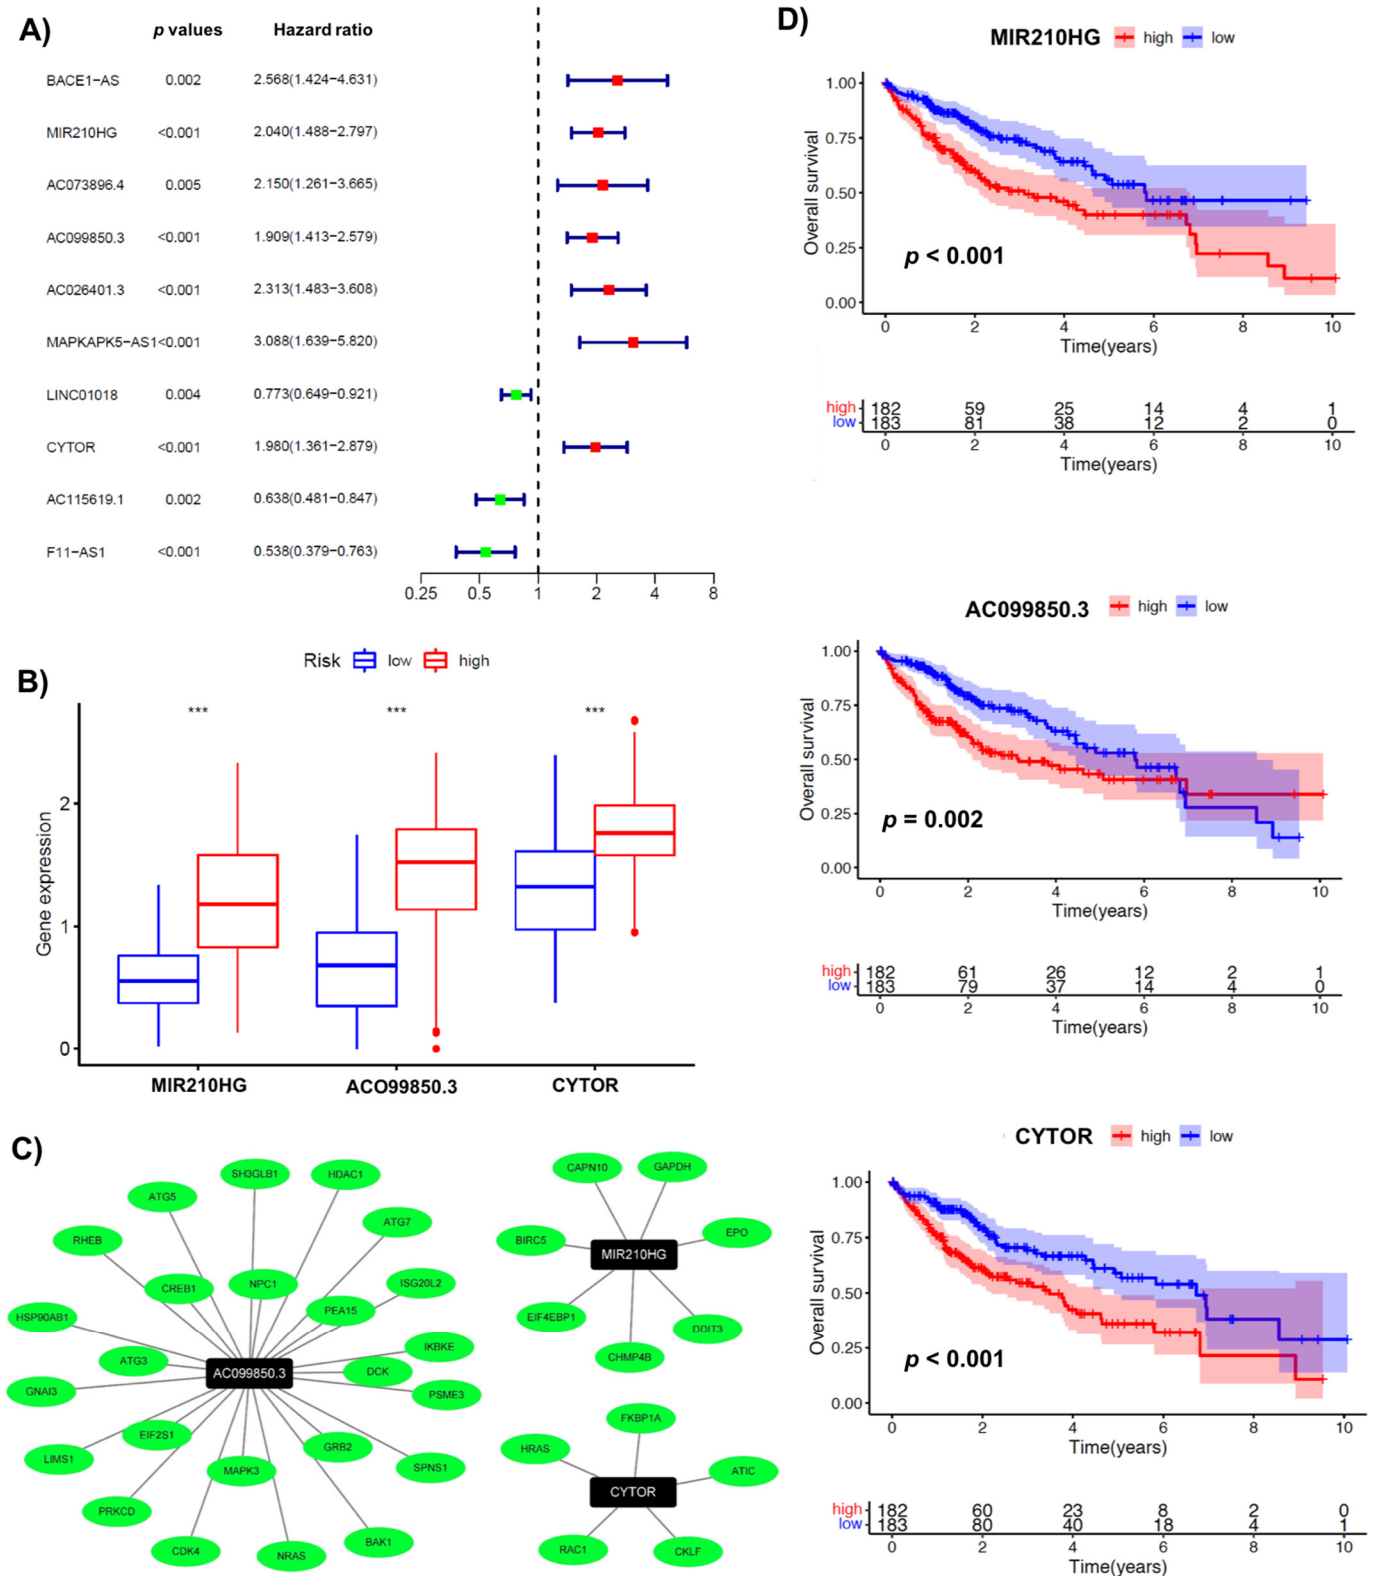 A)
p values Hazard ratio
BACE1−AS 0.002 2.568(1.424−4.631)
MIR210HG <0.001 2.040(1.488−2.797)
AC073896.4 0.005 2.150(1.261−3.665)
AC099850.3 <0.001 1.909(1.413−2.579)
AC026401.3 <0.001 2.313(1.483−3.608)
MAPKAPK5−AS1 <0.001 3.088(1.639−5.820)
LINC01018 0.004 0.773(0.649−0.921)
CYTOR <0.001 1.980(1.361−2.879)
AC115619.1 0.002 0.638(0.481−0.847)
F11−AS1 <0.001 0.538(0.379−0.763)
0.25 0.5 1 2 4 8
B)
Risk low high
*** *** ***
Gene expression
2
1
0
MIR210HG ACO99850.3 CYTOR
C)
SH3GLB1 HDAC1
ATG5
ATG7
RHEB
CREB1 NPC1 ISG20L2
PEA15
HSP90AB1
IKBKE
ATG3
AC099850.3 DCK
GNAI3 PSME3
EIF2S1
GRB2
LIMS1 SPNS1
MAPK3
PRKCD
BAK1
CDK4 NRAS
CAPN10 GAPDH
EPO
BIRC5
MIR210HG
EIF4EBP1
DDIT3
CHMP4B
FKBP1A
HRAS
ATIC
CYTOR
RAC1 CKLF
D)
MIR210HG high low
Overall survival
1.00
0.75
0.50
0.25
0.00
p < 0.001
0 2 4 6 8 10
Time(years)
high 182 59 25 14 4 1
low 183 81 38 12 2 0
0 2 4 6 8 10
Time(years)
AC099850.3 high low
Overall survival
1.00
0.75
0.50
0.25
0.00
p = 0.002
0 2 4 6 8 10
Time(years)
high 182 61 26 12 2 1
low 183 79 37 14 4 0
0 2 4 6 8 10
Time(years)
CYTOR high low
Overall survival
1.00
0.75
0.50
0.25
0.00
p < 0.001
0 2 4 6 8 10
Time(years)
high 182 60 23 8 2 0
low 183 80 40 18 4 1
0 2 4 6 8 10
Time(years)